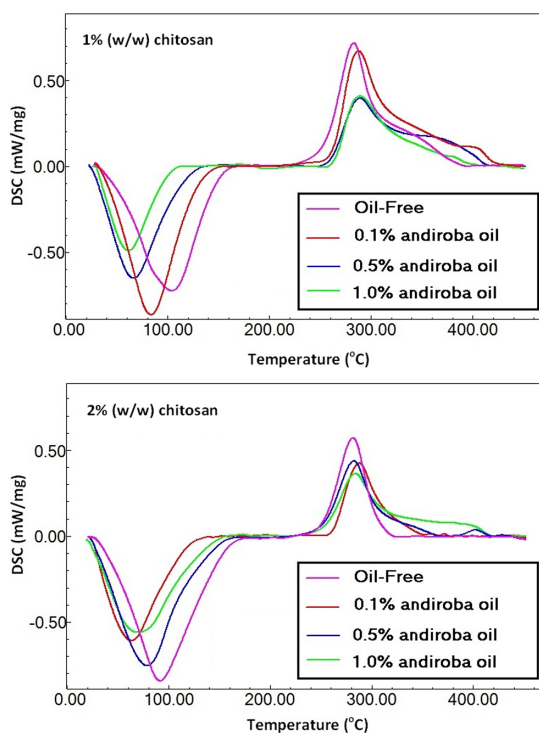 1% (w/w) chitosan
DSC (mW/mg)
0.50
0.00
-0.50
0.00 100.00 200.00 300.00 400.00
Temperature (°C)
Oil-Free
0.1% andiroba oil
0.5% andiroba oil
1.0% andiroba oil
2% (w/w) chitosan
DSC (mW/mg)
0.50
0.00
-0.50
0.00 100.00 200.00 300.00 400.00
Temperature (°C)
Oil-Free
0.1% andiroba oil
0.5% andiroba oil
1.0% andiroba oil